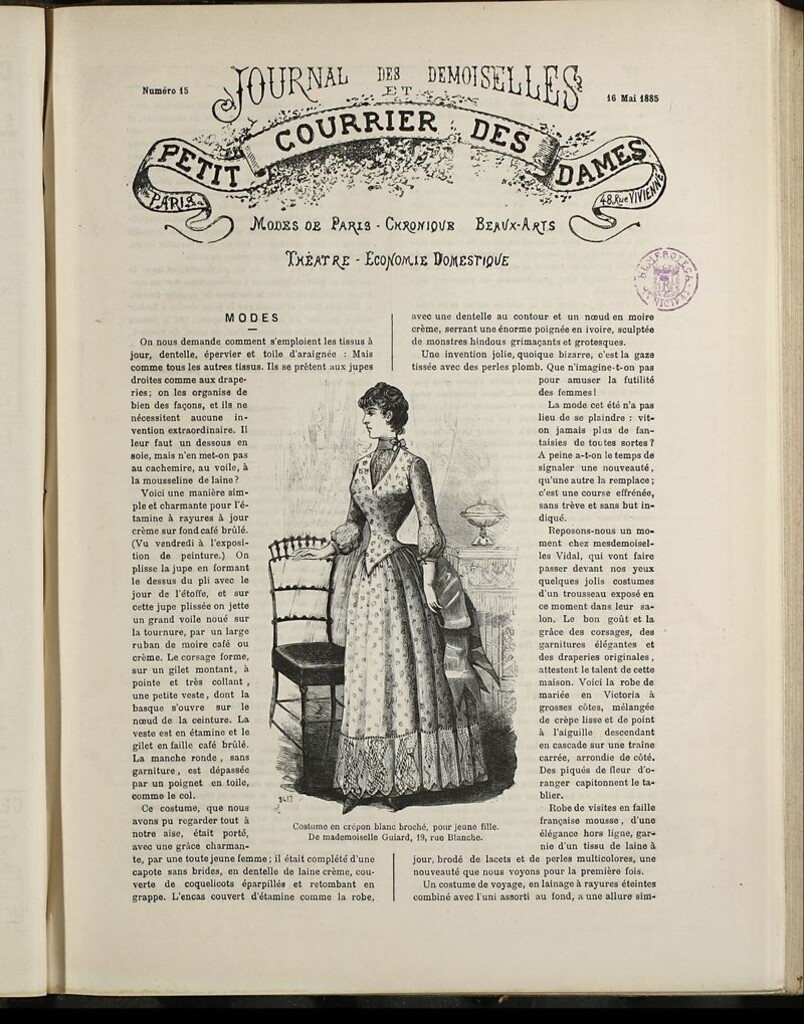 Numéro 15
JOURNAL DES DEMOISELLES
ET
16 Mai 1885
PETIT COURRIER DES DAMES
PARIS
48, Rue VIVIENNE
MODES DE PARIS - CHRONIQUE BEAUX-ARTS
THÉATRE - ECONOMIE DOMESTIQUE
HEMEROTECA
MUNICIPAL
MODES
On nous demande comment s'emploient les tissus à
jour, dentelle, épervier et toile d'araignée : Mais
comme tous les autres tissus. Ils se prêtent aux jupes
droites comme aux drape-
ries; on les organise de
bien des façons, et ils ne
nécessitent aucune in-
vention extraordinaire. Il
leur faut un dessous en
soie, mais n'en met-on pas
au cachemire, au voile, à
la mousseline de laine?
Voici une manière sim-
ple et charmante pour l'é-
tamine à rayures à jour
crème sur fond café brûlé.
(Vu vendredi à l'exposi-
tion de peinture.) On
plisse la jupe en formant
le dessus du pli avec le
jour de l'étoffe, et sur
cette jupe plissée on jette
un grand voile noué sur
la tournure, par un large
ruban de moire café ou
crème. Le corsage forme,
sur un gilet montant, à
pointe et très collant,
une petite veste, dont la
basque s'ouvre sur le
nœud de la ceinture. La
veste est en étamine et le
gilet en faille café brûlé.
La manche ronde, sans
garniture, est dépassée
par un poignet en toile,
comme le col.
Ce costume, que nous
avons pu regarder tout à
notre aise, était porté,
avec une grâce charman-
te, par une toute jeune femme; il était complété d'une
capote sans brides, en dentelle de laine crème, cou-
verte de coquelicots éparpillés et retombant en
grappe. L'encas couvert d'étamine comme la robe,
Costume en crépon blanc broché, pour jeune fille.
De mademoiselle Guiard, 19, rue Blanche.
avec une dentelle au contour et un nœud en moire
crème, serrant une énorme poignée en ivoire, sculptée
de monstres hindous grimaçants et grotesques.
Une invention jolie, quoique bizarre, c'est la gaze
tissée avec des perles plomb. Que n'imagine-t-on pas
pour amuser la futilité
des femmes!
La mode cet été n'a pas
lieu de se plaindre : vit-
on jamais plus de fan-
taisies de toutes sortes?
A peine a-t-on le temps de
signaler une nouveauté,
qu'une autre la remplace;
c'est une course effrénée,
sans trève et sans but in-
diqué.
Reposons-nous un mo-
ment chez mesdemoisel-
les Vidal, qui vont faire
passer devant nos yeux
quelques jolis costumes
d'un trousseau exposé en
ce moment dans leur sa-
lon. Le bon goût et la
grâce des corsages, des
garnitures élégantes et
des draperies originales,
attestent le talent de cette
maison. Voici la robe de
mariée en Victoria à
grosses côtes, mélangée
de crêpe lisse et de point
à l'aiguille descendant
en cascade sur une traîne
carrée, arrondie de côté.
Des piqués de fleur d'o-
ranger capitonnent le ta-
blier.
Robe de visites en faille
française mousse, d'une
élégance hors ligne, gar-
nie d'un tissu de laine à
jour, brodé de lacets et de perles multicolores, une
nouveauté que nous voyons pour la première fois.
Un costume de voyage, en lainage à rayures éteintes
combiné avec l'uni assorti au fond, a une allure sim-